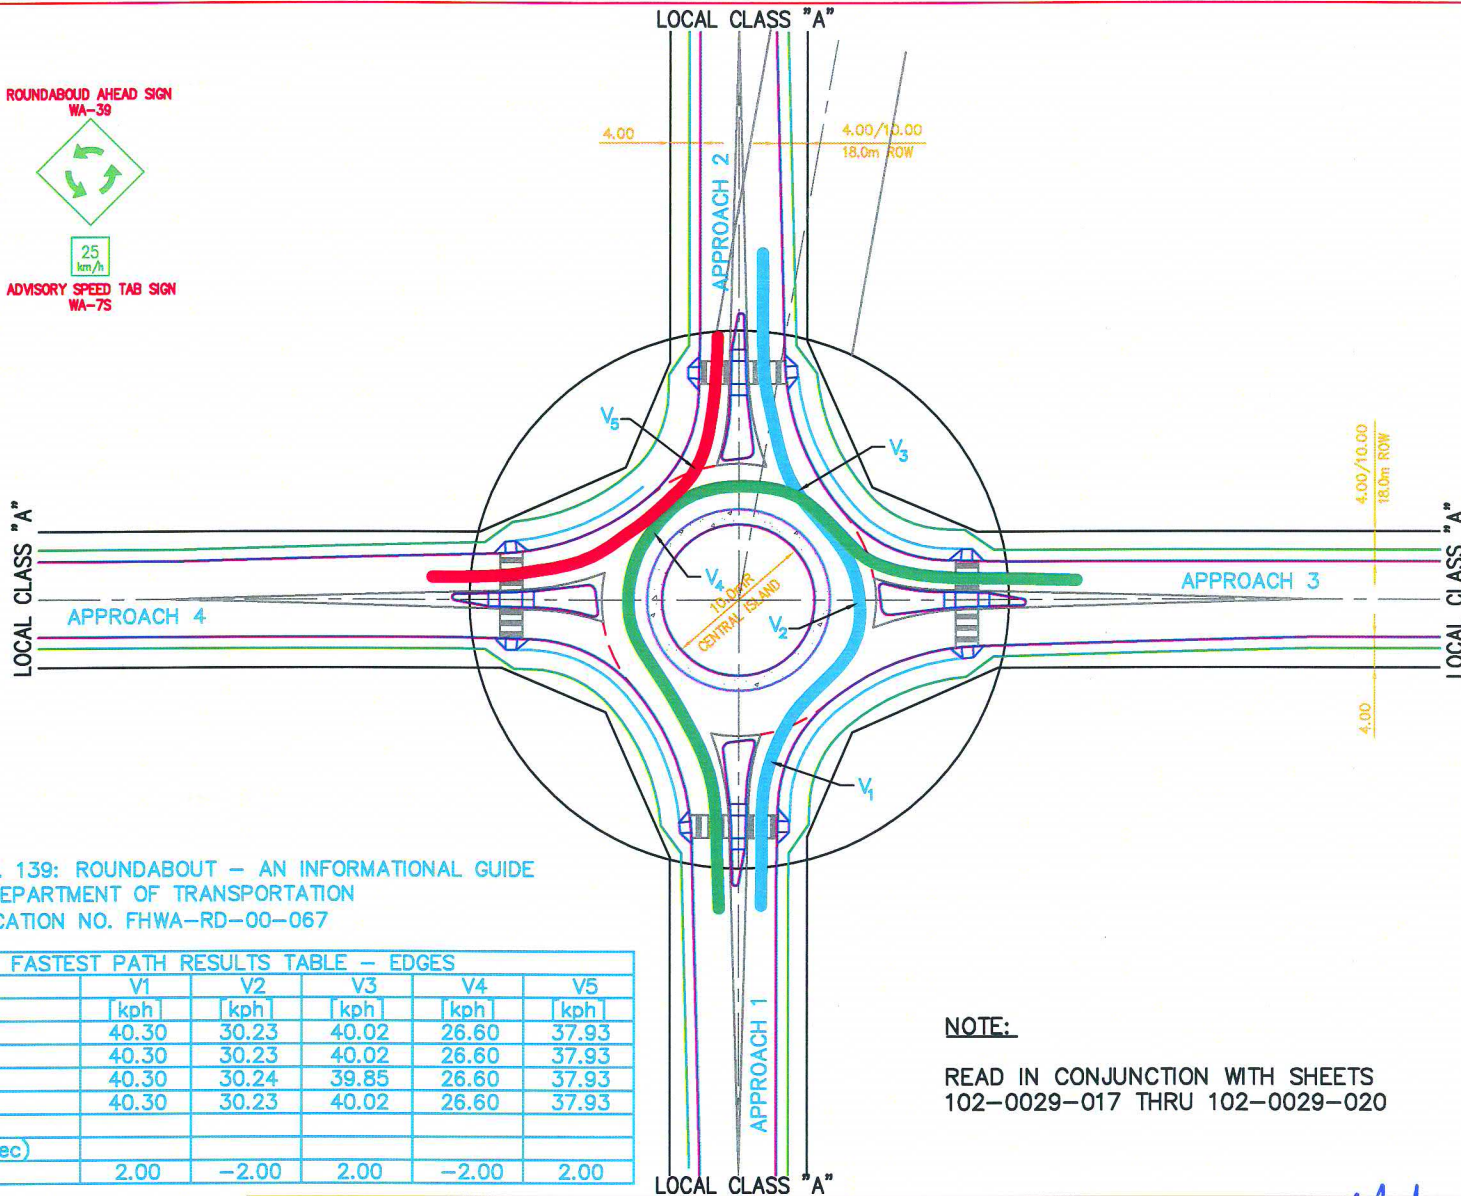 LOCAL CLASS "A"
ROUNDABOUD AHEAD SIGN
WA-39
25
km/h
ADVISORY SPEED TAB SIGN
WA-7S
4.00
4.00/10.00
18.0m ROW
APPROACH 2
V5
V3
V4
V2
V1
10.0m R
CENTRAL ISLAND
LOCAL CLASS "A"
APPROACH 4
APPROACH 3
4.00/10.00
18.0m ROW
4.00
LOCAL CLASS "A"
139: ROUNDABOUT – AN INFORMATIONAL GUIDE
EPARTMENT OF TRANSPORTATION
CATION NO. FHWA-RD-00-067
FASTEST PATH RESULTS TABLE – EDGES
V1 V2 V3 V4 V5
[kph] [kph] [kph] [kph] [kph]
40.30 30.23 40.02 26.60 37.93
40.30 30.23 40.02 26.60 37.93
40.30 30.24 39.85 26.60 37.93
40.30 30.23 40.02 26.60 37.93
ec)
2.00 -2.00 2.00 -2.00 2.00
APPROACH 1
LOCAL CLASS "A"
NOTE:
READ IN CONJUNCTION WITH SHEETS
102-0029-017 THRU 102-0029-020